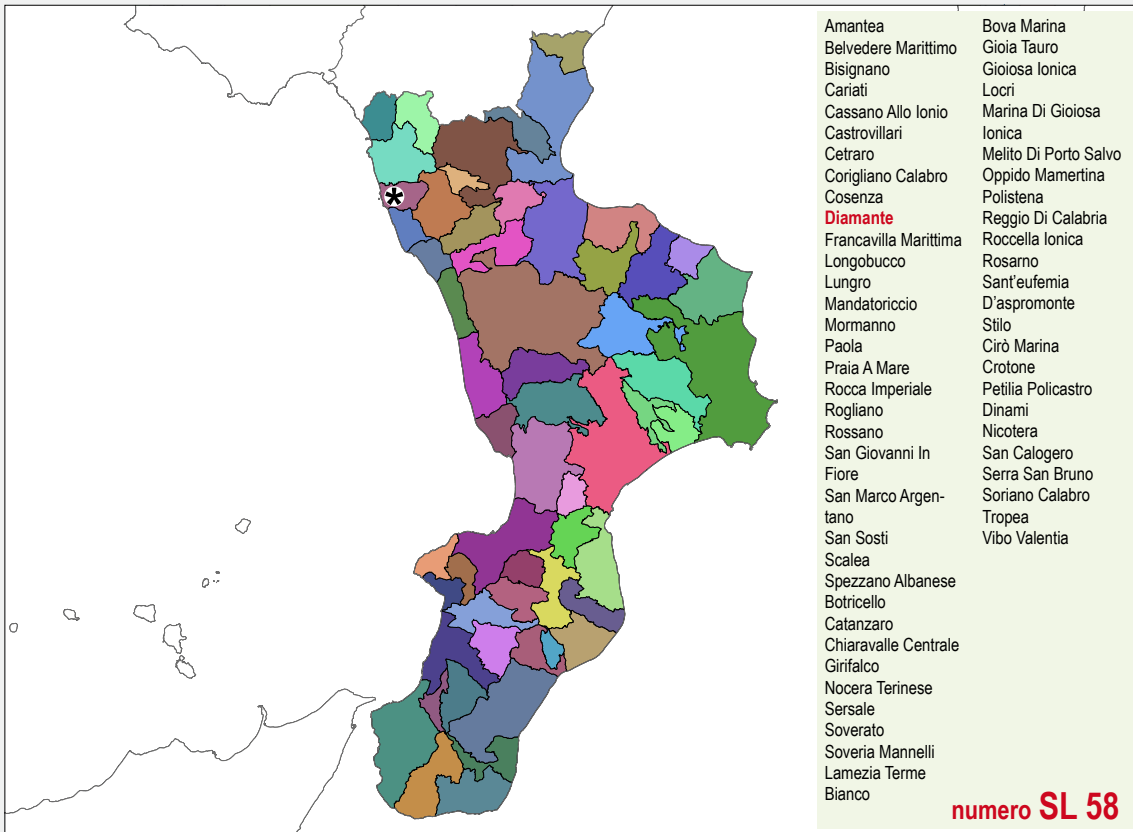 Amantea
Belvedere Marittimo
Bisignano
Cariati
Cassano Allo Ionio
Castrovillari
Cetraro
Corigliano Calabro
Cosenza
Diamante
Francavilla Marittima
Longobucco
Lungro
Mandatoriccio
Mormanno
Paola
Praia A Mare
Rocca Imperiale
Rogliano
Rossano
San Giovanni In
Fiore
San Marco Argen-
tano
San Sosti
Scalea
Spezzano Albanese
Botricello
Catanzaro
Chiaravalle Centrale
Girifalco
Nocera Terinese
Sersale
Soverato
Soveria Mannelli
Lamezia Terme
Bianco
Bova Marina
Gioia Tauro
Gioiosa Ionica
Locri
Marina Di Gioiosa
Ionica
Melito Di Porto Salvo
Oppido Mamertina
Polistena
Reggio Di Calabria
Roccella Ionica
Rosarno
Sant'eufemia
D'aspromonte
Stilo
Cirò Marina
Crotone
Petilia Policastro
Dinami
Nicotera
San Calogero
Serra San Bruno
Soriano Calabro
Tropea
Vibo Valentia
numero SL 58
*